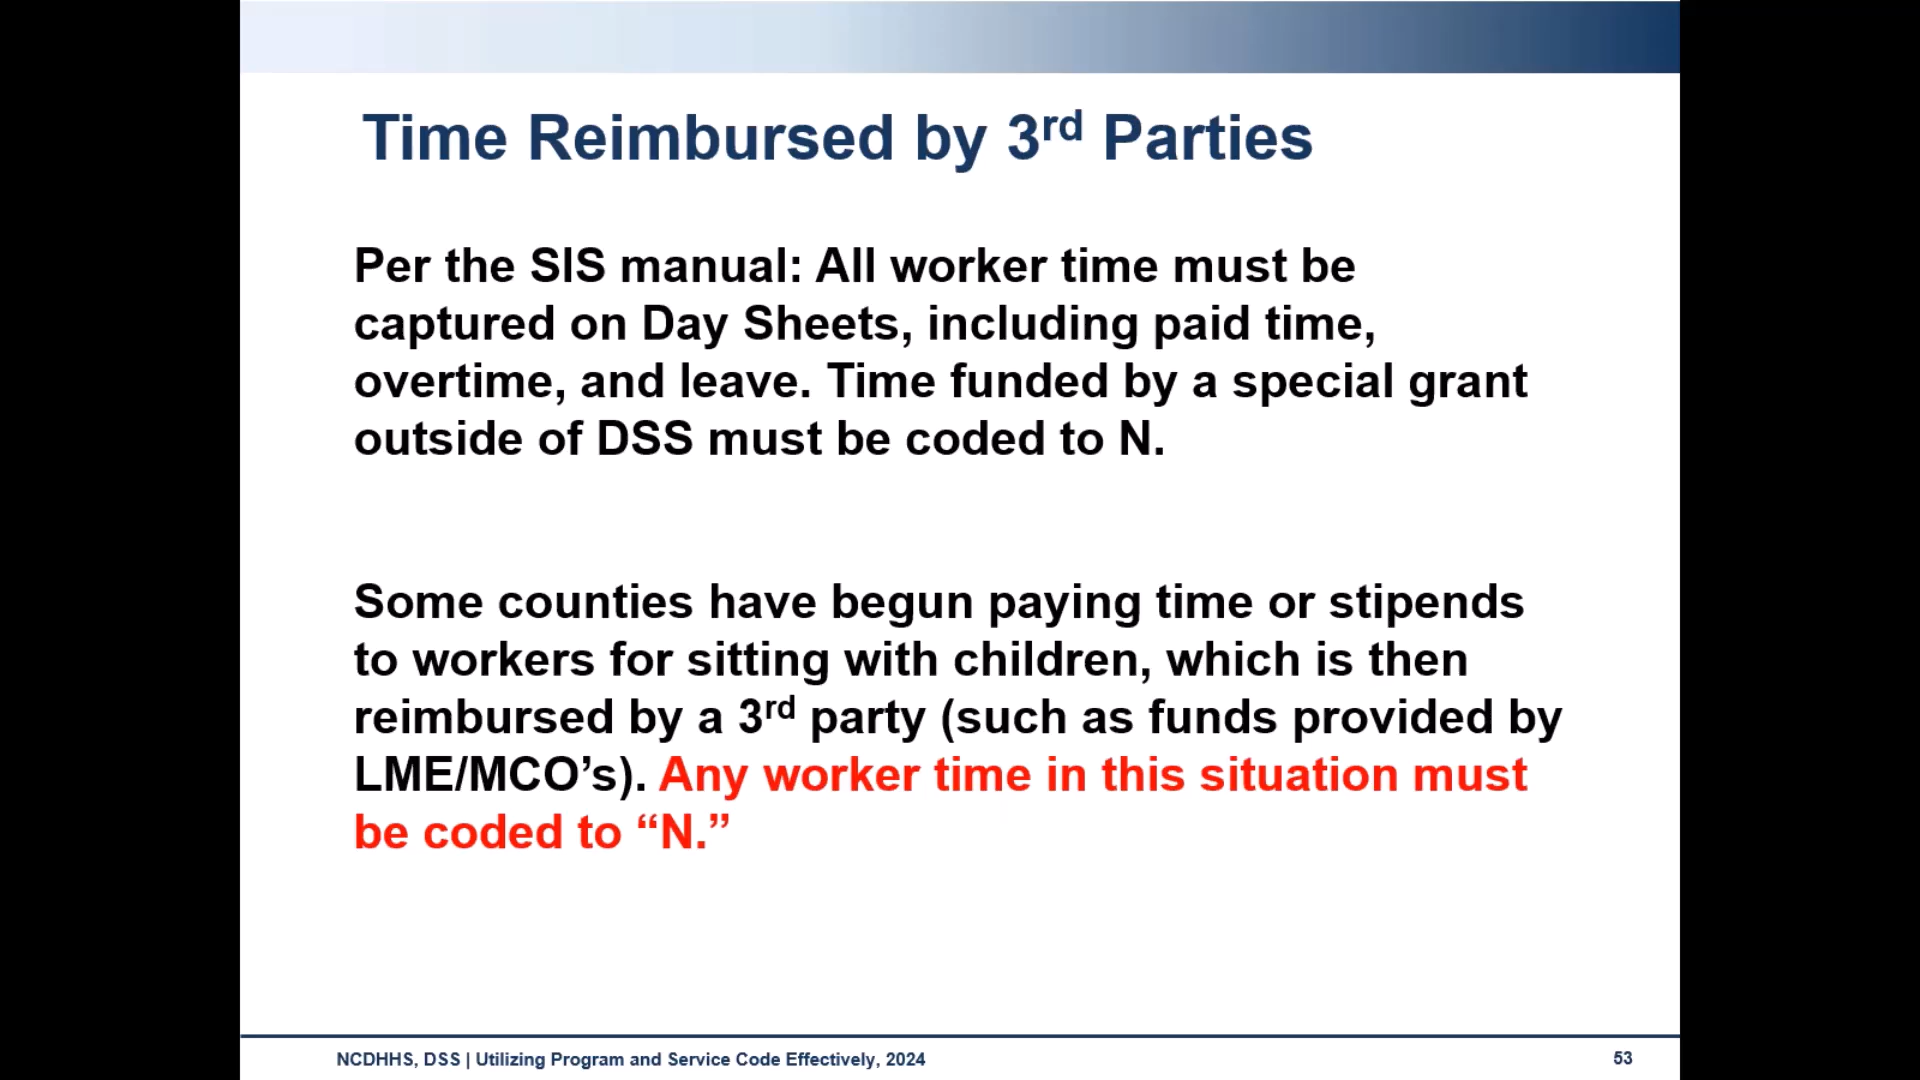 Time Reimbursed by 3rd Parties
Per the SIS manual: All worker time must be
captured on Day Sheets, including paid time,
overtime, and leave. Time funded by a special grant
outside of DSS must be coded to N.
Some counties have begun paying time or stipends
to workers for sitting with children, which is then
reimbursed by a 3rd party (such as funds provided by
LME/MCO’s). Any worker time in this situation must
be coded to “N.”
NCDHHS, DSS | Utilizing Program and Service Code Effectively, 2024
53